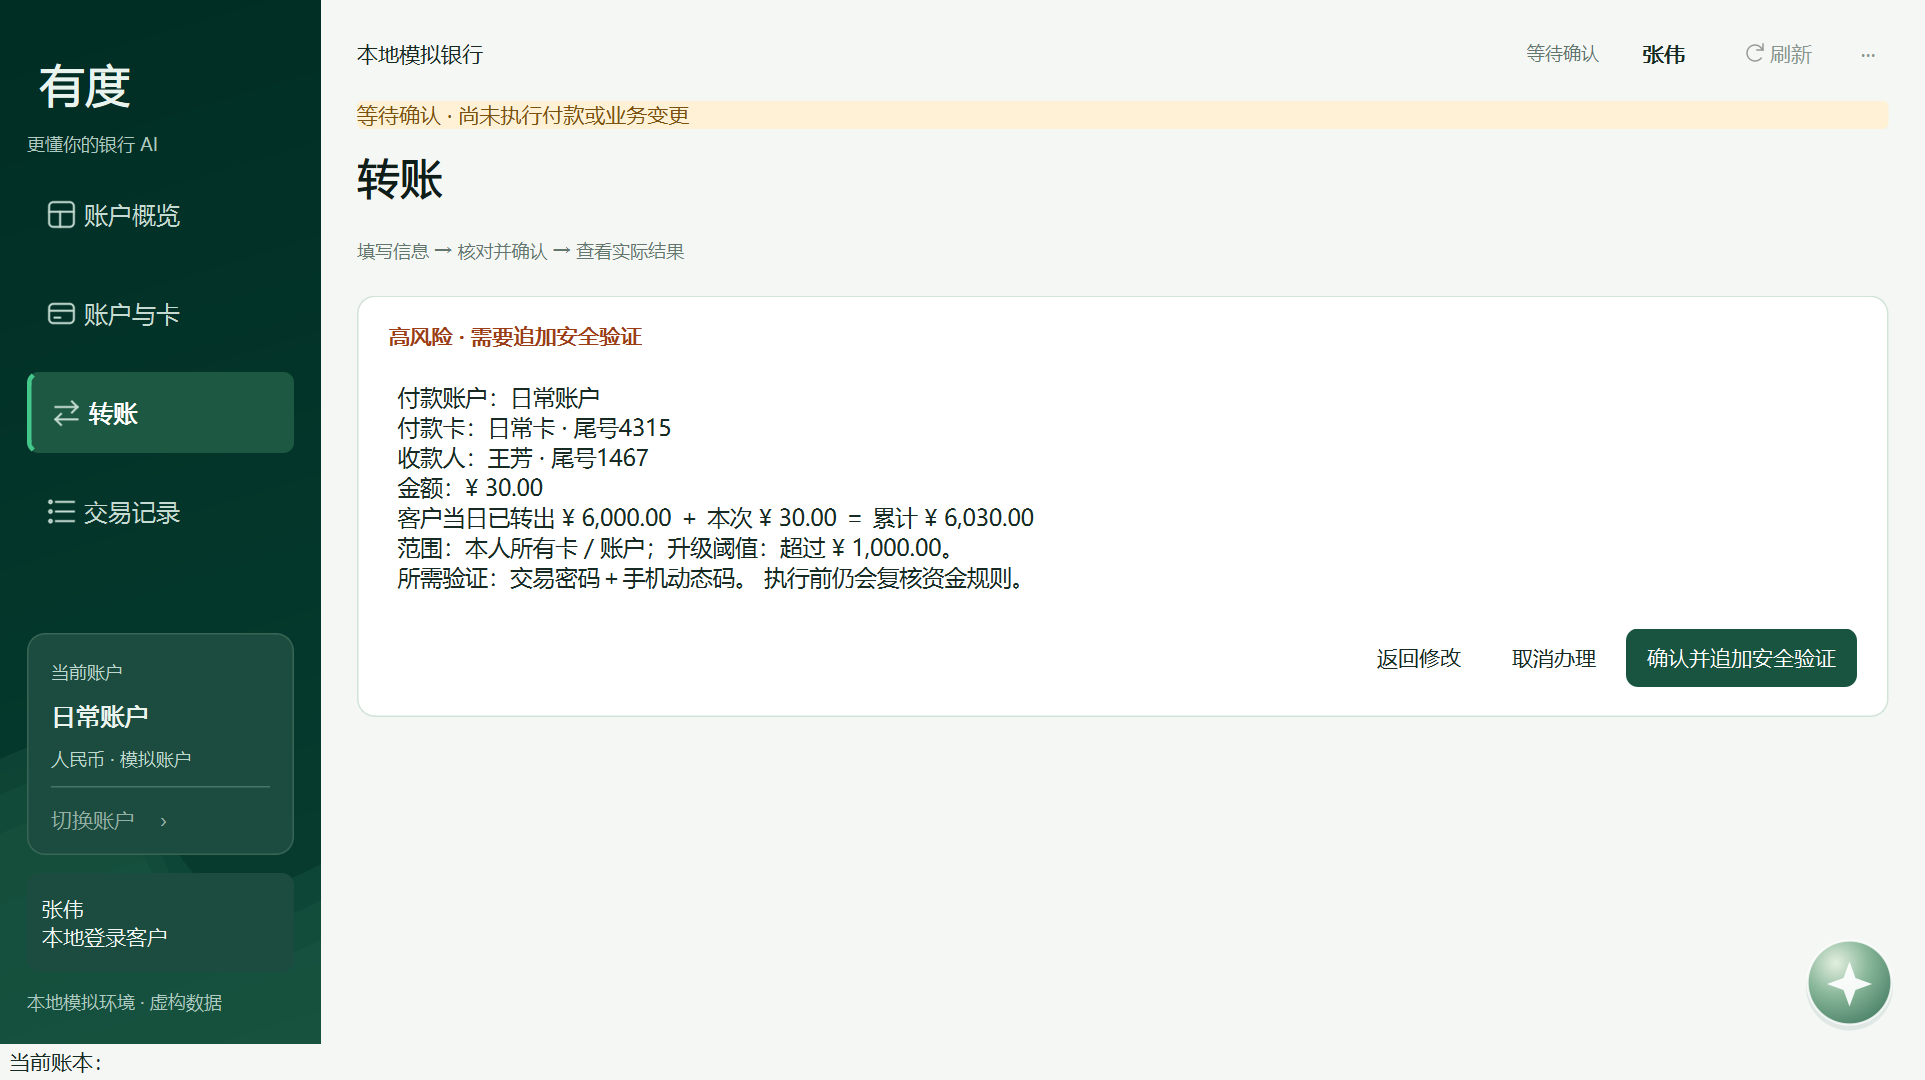 有度
更懂你的银行 AI
账户概览
账户与卡
转账
交易记录
当前账户
日常账户
人民币 · 模拟账户
切换账户 ›
张伟
本地登录客户
本地模拟环境 · 虚构数据
当前账本：
本地模拟银行
等待确认
张伟
刷新
...
等待确认 · 尚未执行付款或业务变更
转账
填写信息 → 核对并确认 → 查看实际结果
高风险 · 需要追加安全验证
付款账户：日常账户
付款卡：日常卡 · 尾号4315
收款人：王芳 · 尾号1467
金额：¥ 30.00
客户当日已转出 ¥ 6,000.00 + 本次 ¥ 30.00 = 累计 ¥ 6,030.00
范围：本人所有卡 / 账户；升级阈值：超过 ¥ 1,000.00。
所需验证：交易密码 + 手机动态码。 执行前仍会复核资金规则。
返回修改
取消办理
确认并追加安全验证